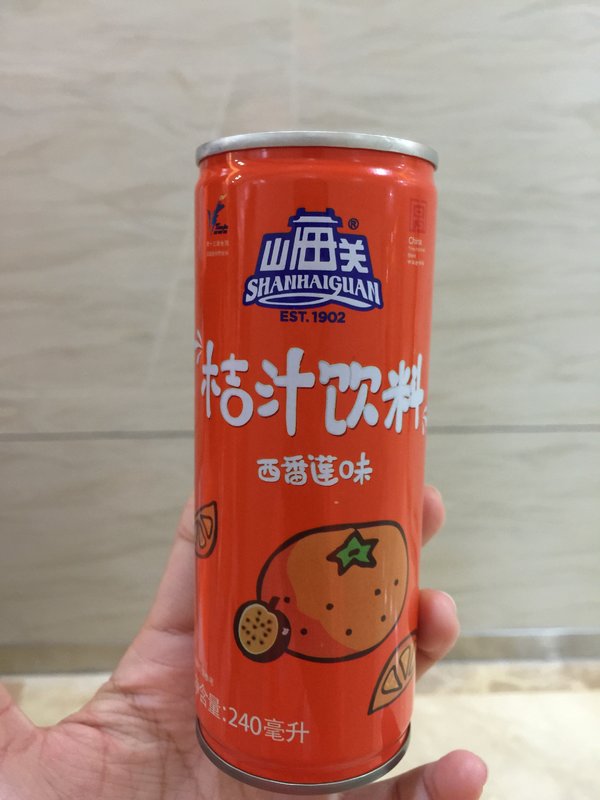 山海关®
SHANHAIGUAN
EST. 1902
China
桔汁饮料
西番莲味
含量:240毫升